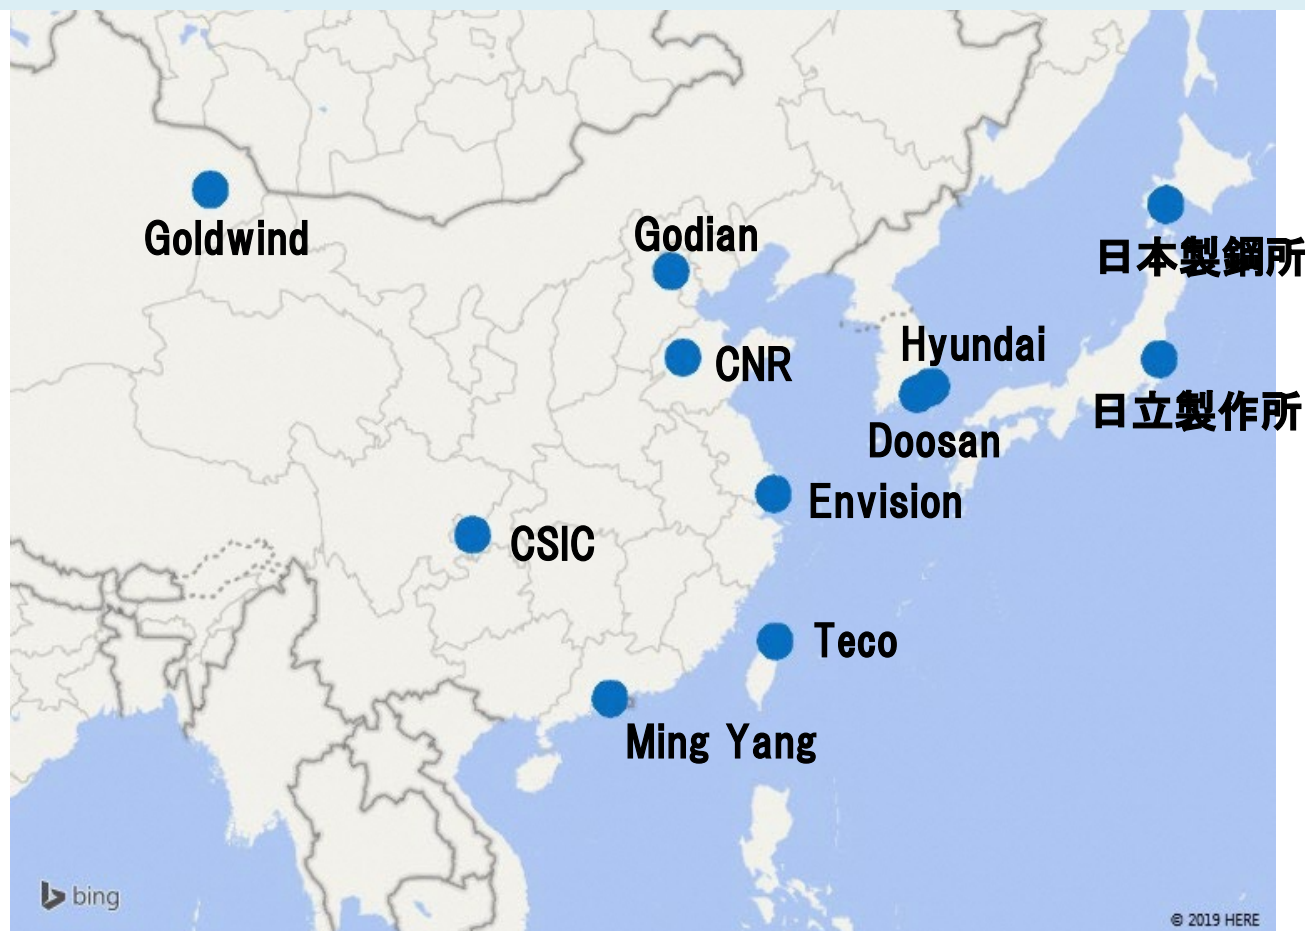 Goldwind
Godian
日本製鋼所
Hyundai
CNR
日立製作所
Doosan
Envision
CSIC
Teco
Ming Yang
bing
© 2019 HERE